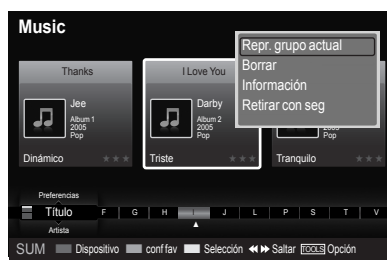 Music
Repr. grupo actual
Borrar
Información
Retirar con seg
Thanks
I Love You
Jee
Album 1
2005
Pop
Darby
Album 2
2005
Pop
2005
Pop
Dinámico
Triste
Tranquilo
Preferencias
Título
F G H I J L P S T V
Artista
SUM Dispositivo conf fav Selección Saltar TOOLS Opción